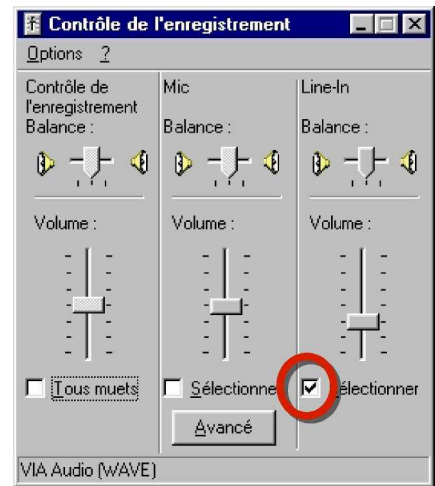 Contrôle de l'enregistrement
Options ?
Contrôle de
l'enregistrement
Balance :
Volume :
Tous muets
Mic
Balance :
Volume :
Sélectionne
Avancé
Line-In
Balance :
Volume :
électionner
VIA Audio (WAVE)